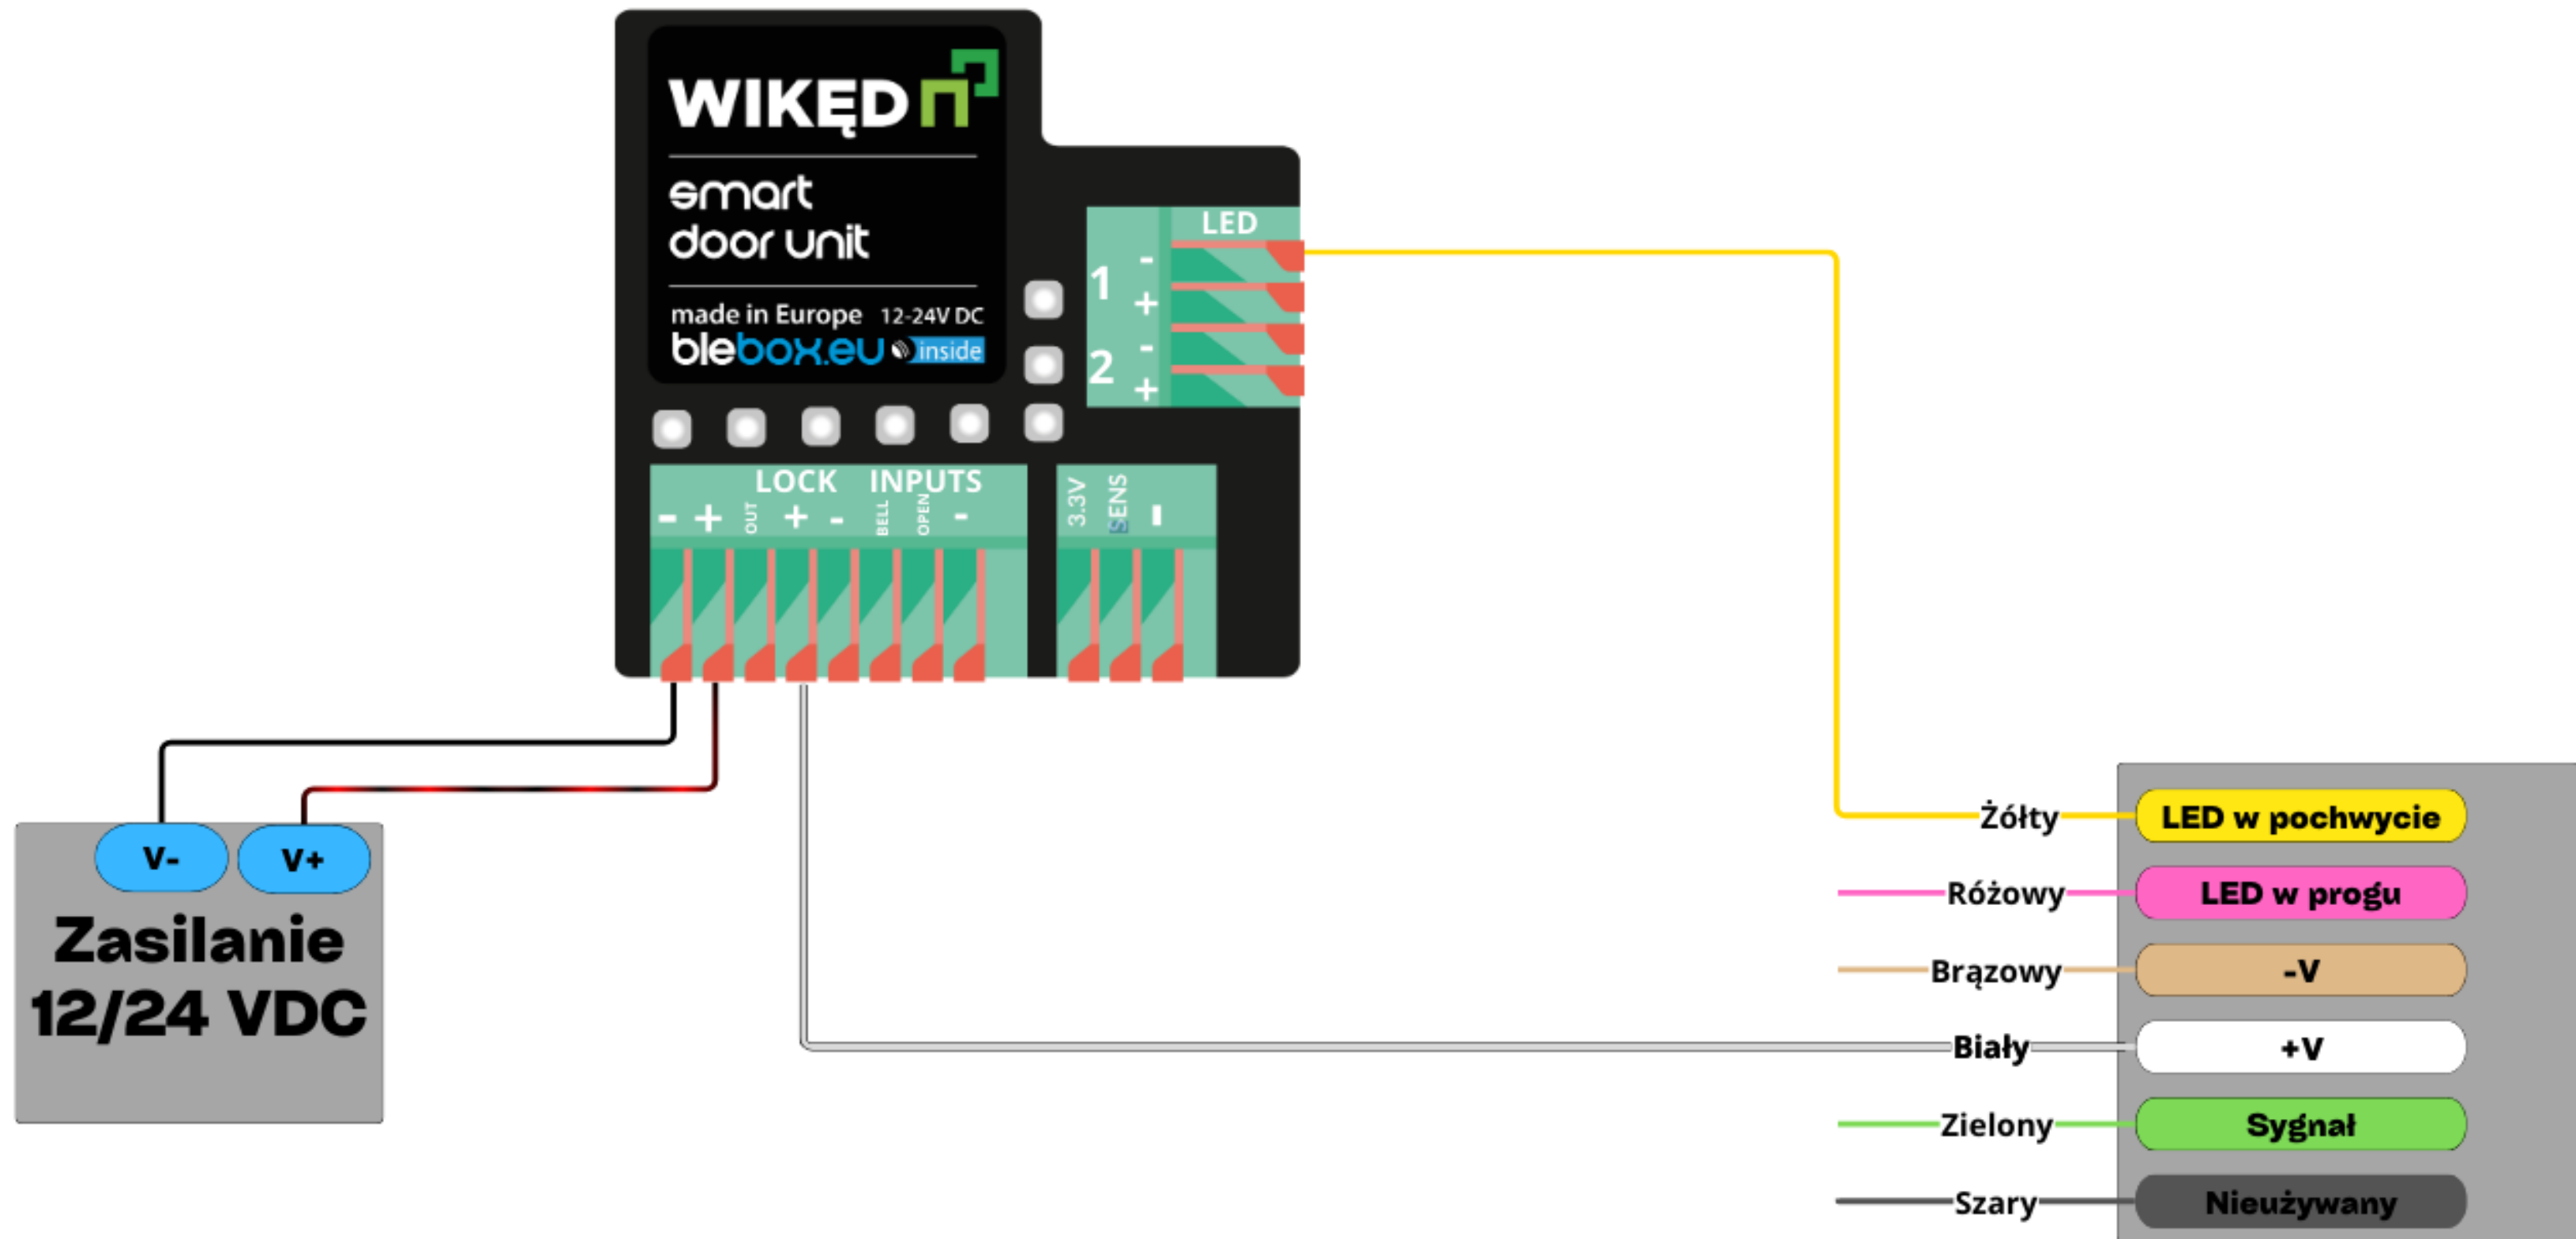 WIKĘD
smart
door unit
made in Europe 12-24V DC
blebox.eu inside
LED
1 - +
2 - +
LOCK INPUTS
- + OUT + - BELL OPEN -
3.3V SENS -
V- V+
Zasilanie
12/24 VDC
Żółty LED w pochwycie
Różowy LED w progu
Brązowy -V
Biały +V
Zielony Sygnał
Szary Nieużywany